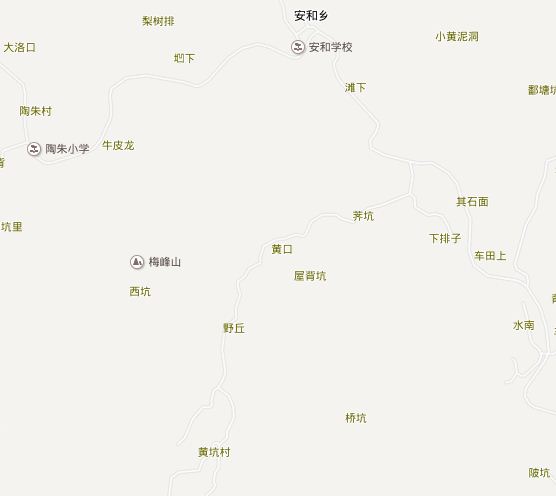 安和乡
梨树排
小黄泥洞
大洛口
安和学校
圳下
滩下
鄱塘坑
陶朱村
牛皮龙
陶朱小学
背
其石面
荠坑
坑里
下排子
黄口
车田上
梅峰山
屋背坑
西坑
水南
野丘
桥坑
黄坑村
陂坑